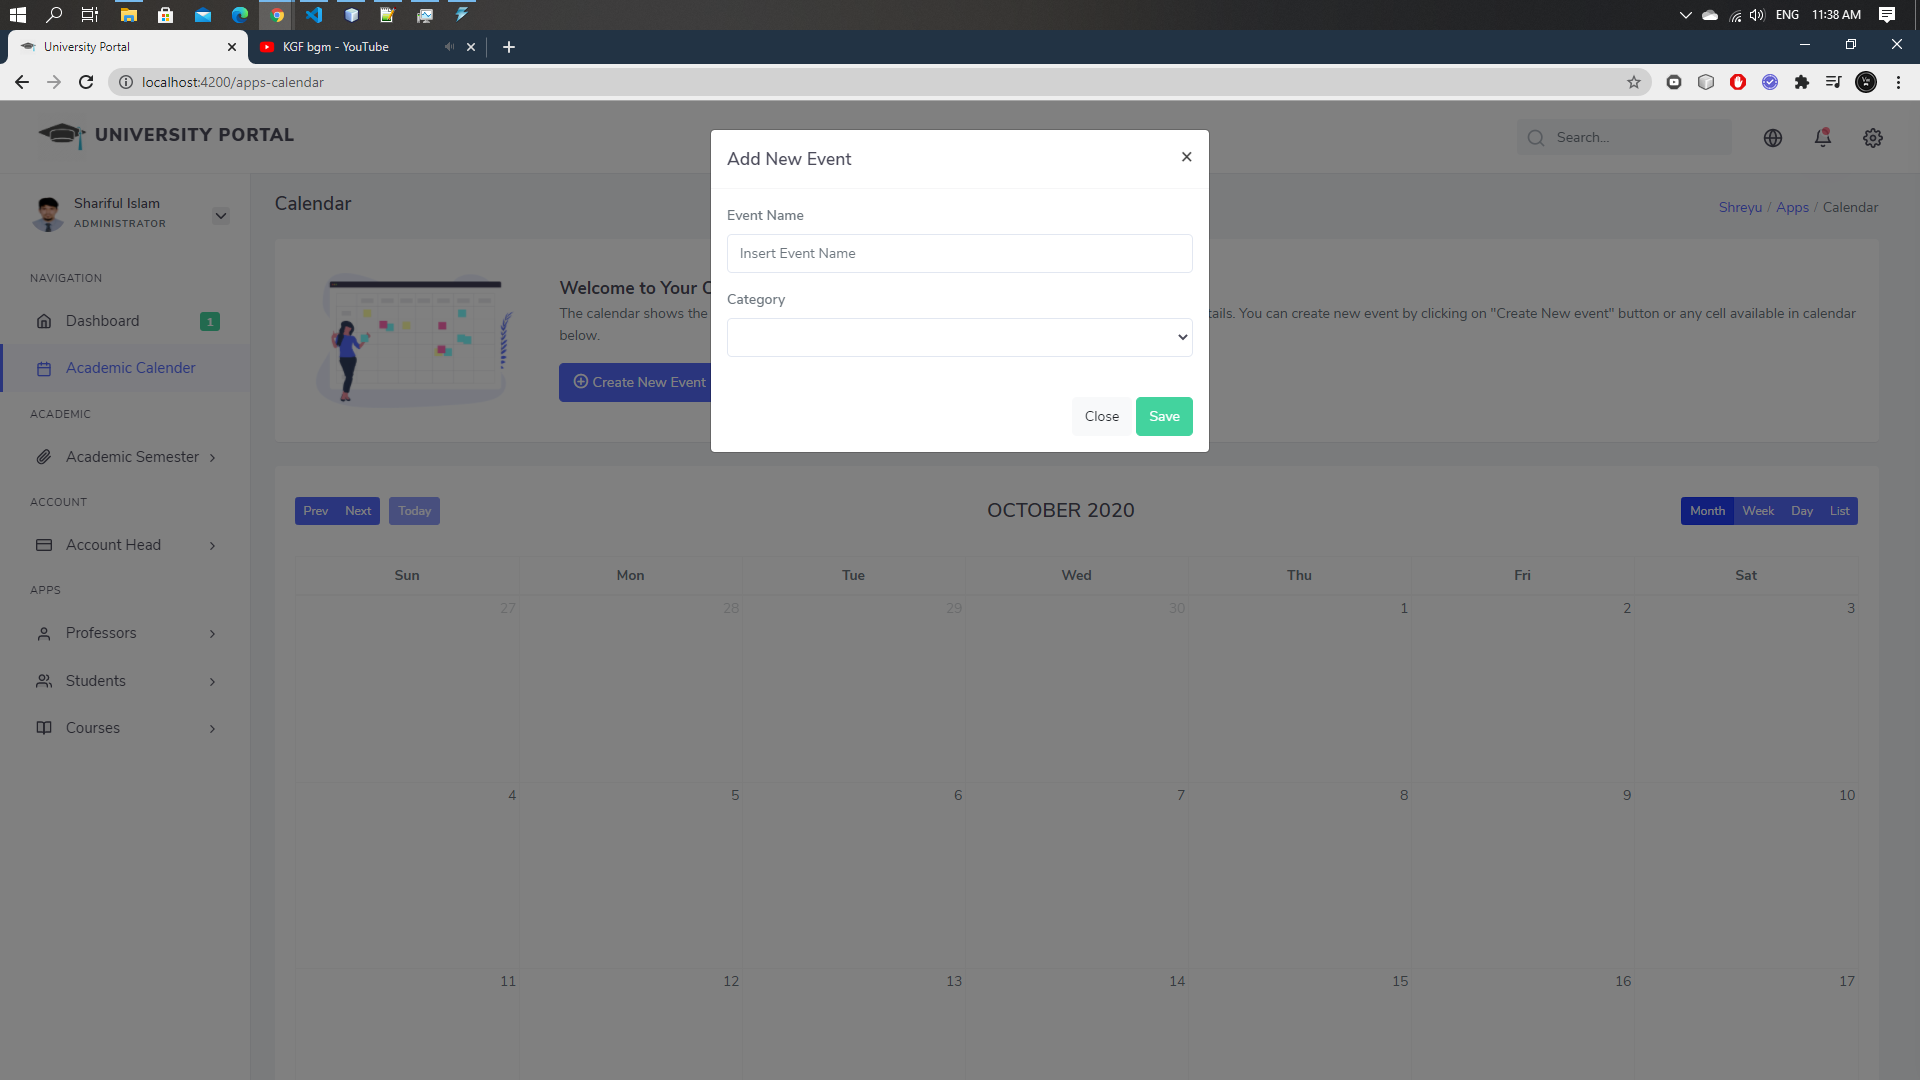 ENG 11:38 AM
University Portal
KGF bgm - YouTube
localhost:4200/apps-calendar
UNIVERSITY PORTAL
Search...
Shariful Islam
ADMINISTRATOR
NAVIGATION
Dashboard 1
Academic Calender
ACADEMIC
Academic Semester
ACCOUNT
Account Head
APPS
Professors
Students
Courses
Calendar
Shreyu / Apps / Calendar
Welcome to Your C
The calendar shows the
tails. You can create new event by clicking on "Create New event" button or any cell available in calendar
below.
Create New Event
Add New Event
Event Name
Insert Event Name
Category
Close Save
Prev Next Today
OCTOBER 2020
Month Week Day List
Sun Mon Tue Wed Thu Fri Sat
27 28 29 30 1 2 3
4 5 6 7 8 9 10
11 12 13 14 15 16 17